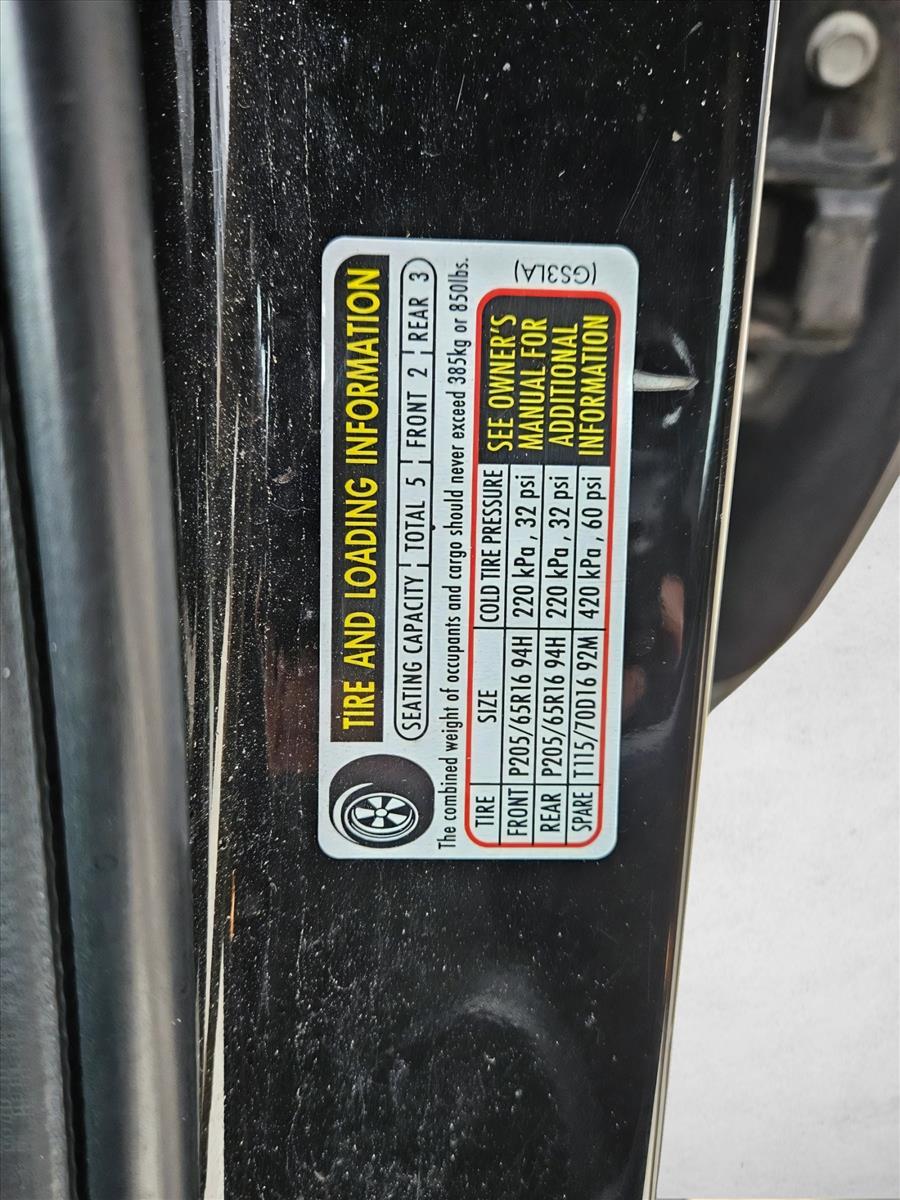 TIRE AND LOADING INFORMATION
SEATING CAPACITY | TOTAL 5 | FRONT 2 | REAR 3
The combined weight of occupants and cargo should never exceed 385kg or 850lbs.
TIRE SIZE COLD TIRE PRESSURE
FRONT P205/65R16 94H 220 kPa, 32 psi
REAR P205/65R16 94H 220 kPa, 32 psi
SPARE T115/70D16 92M 420 kPa, 60 psi
SEE OWNER'S
MANUAL FOR
ADDITIONAL
INFORMATION
(GS3LA)